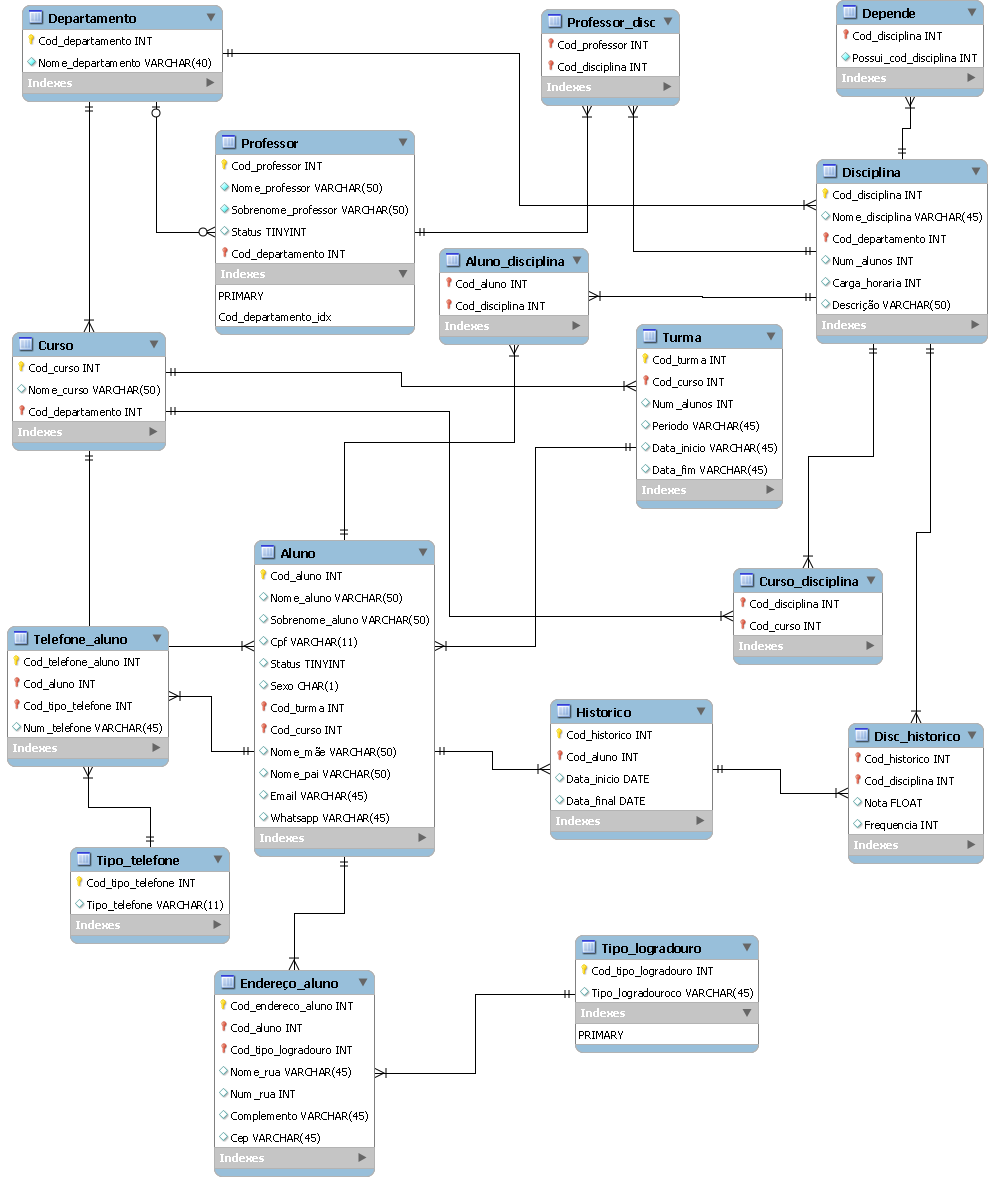 Departamento
Cod_departamento INT
Nome_departamento VARCHAR(40)
Indexes
Professor_disc
Cod_professor INT
Cod_disciplina INT
Indexes
Depende
Cod_disciplina INT
Possui_cod_disciplina INT
Indexes
Professor
Cod_professor INT
Nome_professor VARCHAR(50)
Sobrenome_professor VARCHAR(50)
Status TINYINT
Cod_departamento INT
Indexes
PRIMARY
Cod_departamento_idx
Disciplina
Cod_disciplina INT
Nome_disciplina VARCHAR(45)
Cod_departamento INT
Num_alunos INT
Carga_horaria INT
Descrição VARCHAR(50)
Indexes
Aluno_disciplina
Cod_aluno INT
Cod_disciplina INT
Indexes
Curso
Cod_curso INT
Nome_curso VARCHAR(50)
Cod_departamento INT
Indexes
Turma
Cod_turma INT
Cod_curso INT
Num_alunos INT
Periodo VARCHAR(45)
Data_inicio VARCHAR(45)
Data_fim VARCHAR(45)
Indexes
Aluno
Cod_aluno INT
Nome_aluno VARCHAR(50)
Sobrenome_aluno VARCHAR(50)
Cpf VARCHAR(11)
Status TINYINT
Sexo CHAR(1)
Cod_turma INT
Cod_curso INT
Nome_mãe VARCHAR(50)
Nome_pai VARCHAR(50)
Email VARCHAR(45)
Whatsapp VARCHAR(45)
Indexes
Curso_disciplina
Cod_disciplina INT
Cod_curso INT
Indexes
Telefone_aluno
Cod_telefone_aluno INT
Cod_aluno INT
Cod_tipo_telefone INT
Num_telefone VARCHAR(45)
Indexes
Historico
Cod_historico INT
Cod_aluno INT
Data_inicio DATE
Data_final DATE
Indexes
Disc_historico
Cod_historico INT
Cod_disciplina INT
Nota FLOAT
Frequencia INT
Indexes
Tipo_telefone
Cod_tipo_telefone INT
Tipo_telefone VARCHAR(11)
Indexes
Tipo_logradouro
Cod_tipo_logradouro INT
Tipo_logradouroco VARCHAR(45)
Indexes
PRIMARY
Endereço_aluno
Cod_endereco_aluno INT
Cod_aluno INT
Cod_tipo_logradouro INT
Nome_rua VARCHAR(45)
Num_rua INT
Complemento VARCHAR(45)
Cep VARCHAR(45)
Indexes